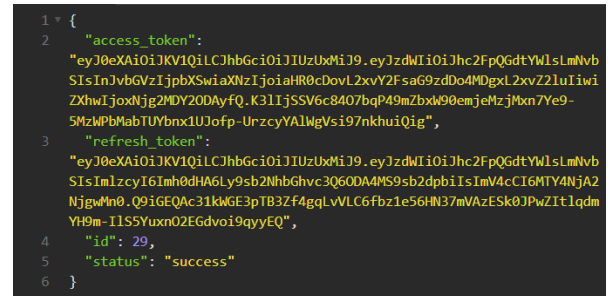 1 {
2 "access_token":
"eyJ0eXAiOiJKV1QiLCJhbGciOiJIUzUxMiJ9.eyJzdWIiOiJhc2FpQGdtYWlsLmNvb
SIsInJvbGVzIjpbXSwiaXNzIjoiaHR0cDovL2xvY2FsaG9zdDo4MDgxL2xvZ2luIiwi
ZXhwIjoxNjg2MDY2ODAyfQ.K3lIjSSV6c84O7bqP49mZbxW90emjeMzjMxn7Ye9-
5MzWPbMabTUYbnx1UJofp-UrzcyYAlWgVsi97nkhuiQig",
3 "refresh_token":
"eyJ0eXAiOiJKV1QiLCJhbGciOiJIUzUxMiJ9.eyJzdWIiOiJhc2FpQGdtYWlsLmNvb
SIsImlzcyI6Imh0dHA6Ly9sb2NhbGhvc3Q6ODA4MS9sb2dpbiIsImV4cCI6MTY4NjA2
NjgwMn0.Q9iGEQAc31kWGE3pTB3Zf4gqLvVLC6fbz1e56HN37mVAzESk0JPwZItlqdm
YH9m-IlS5YuxnO2EGdvoi9qyyEQ",
4 "id": 29,
5 "status": "success"
6 }